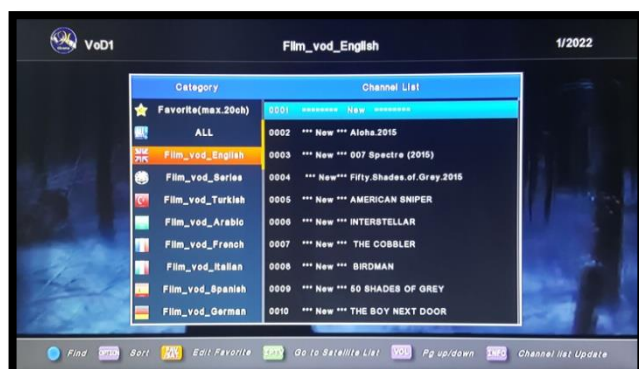 VoD1
Film_vod_English
1/2022
Category
Channel List
Favorite(max.20ch)
0001 ******** New ********
ALL
0002 *** New *** Aloha.2015
Film_vod_English
0003 *** New *** 007 Spectre (2015)
Film_vod_Series
0004 *** New*** Fifty.Shades.of.Grey.2015
Film_vod_Turkish
0005 *** New *** AMERICAN SNIPER
Film_vod_Arabic
0006 *** New *** INTERSTELLAR
Film_vod_French
0007 *** New *** THE COBBLER
Film_vod_Italian
0008 *** New *** BIRDMAN
Film_vod_Spanish
0009 *** New *** 50 SHADES OF GREY
Film_vod_German
0010 *** New *** THE BOY NEXT DOOR
Find
OPTION Sort
FAV Edit Favorite
Go to Satellite List
VOL Pg up/down
INFO Channel list Update